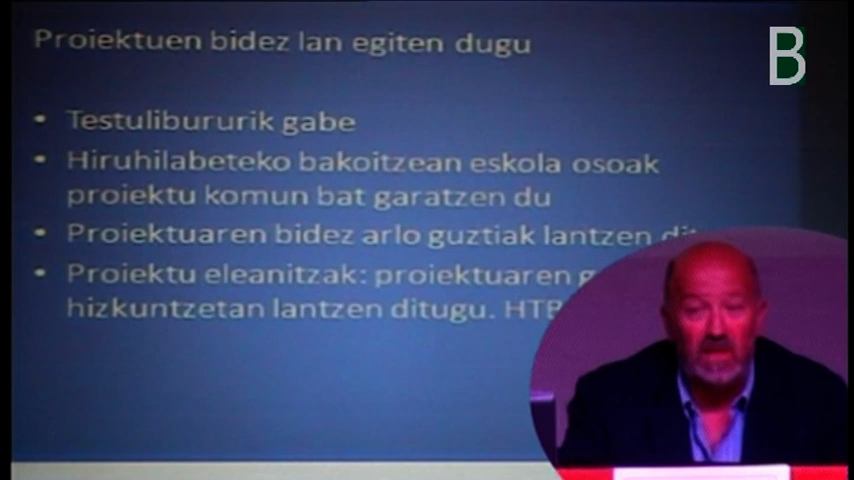 B
Proiektuen bidez lan egiten dugu
• Testulibururik gabe
• Hiruhilabeteko bakoitzean eskola osoak
proiektu komun bat garatzen du
• Proiektuaren bidez arlo guztiak lantzen
• Proiektu eleanitzak: proiektuaren
hizkuntzetan lantzen ditugu.